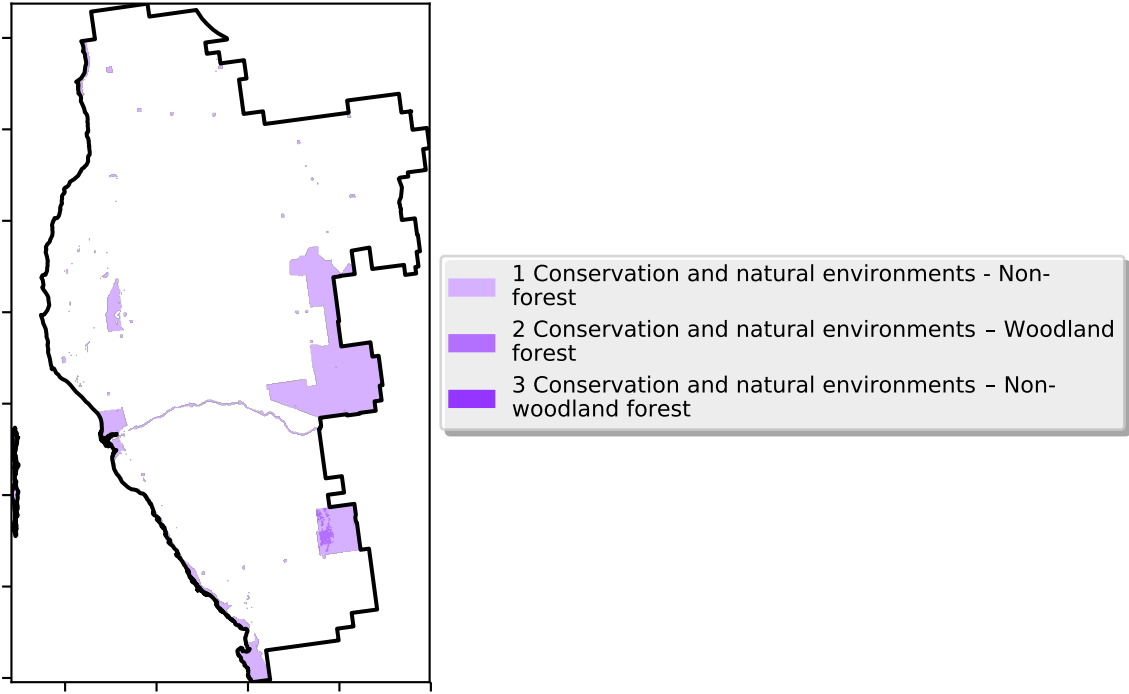 1 Conservation and natural environments - Non-
forest
2 Conservation and natural environments – Woodland
forest
3 Conservation and natural environments – Non-
woodland forest